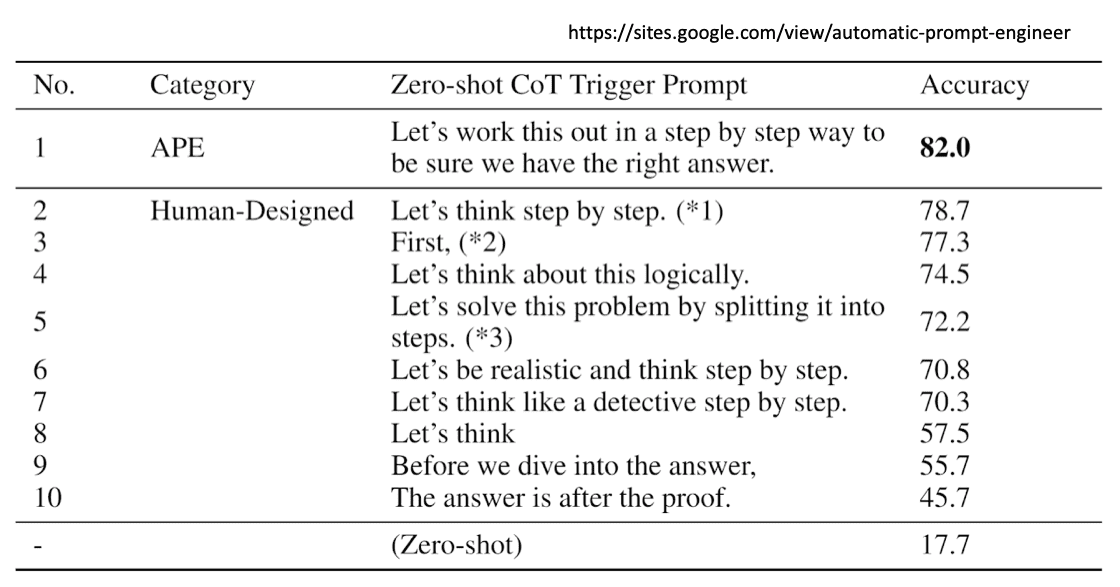 https://sites.google.com/view/automatic-prompt-engineer
No. Category Zero-shot CoT Trigger Prompt Accuracy
1 APE Let’s work this out in a step by step way to
be sure we have the right answer. 82.0
2 Human-Designed Let’s think step by step. (*1) 78.7
3 First, (*2) 77.3
4 Let’s think about this logically. 74.5
5 Let’s solve this problem by splitting it into
steps. (*3) 72.2
6 Let’s be realistic and think step by step. 70.8
7 Let’s think like a detective step by step. 70.3
8 Let’s think 57.5
9 Before we dive into the answer, 55.7
10 The answer is after the proof. 45.7
- (Zero-shot) 17.7